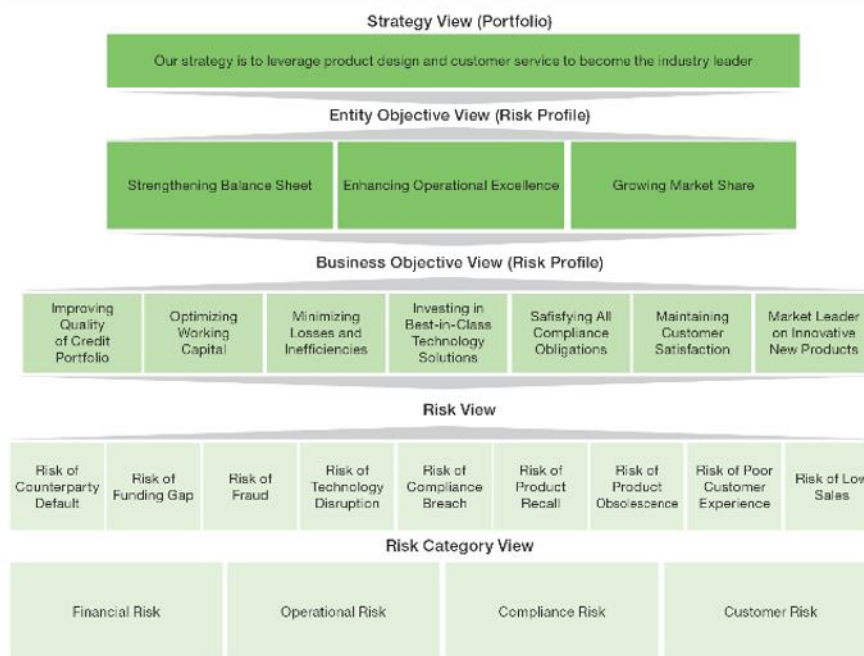 Strategy View (Portfolio)
Our strategy is to leverage product design and customer service to become the industry leader
Entity Objective View (Risk Profile)
Strengthening Balance Sheet
Enhancing Operational Excellence
Growing Market Share
Business Objective View (Risk Profile)
Improving
Quality
of Credit
Portfolio
Optimizing
Working
Capital
Minimizing
Losses and
Inefficiencies
Investing in
Best-in-Class
Technology
Solutions
Safisfying All
Compliance
Obligations
Maintaining
Customer
Satisfaction
Market Leader
on Innovative
New Products
Risk View
Risk of
Counterparty
Default
Risk of
Funding Gap
Risk of
Fraud
Risk of
Technology
Disruption
Risk of
Compliance
Breach
Risk of
Product
Recall
Risk of
Product
Obsolescence
Risk of Poor
Customer
Experience
Risk of Low
Sales
Risk Category View
Financial Risk
Operational Risk
Compliance Risk
Customer Risk